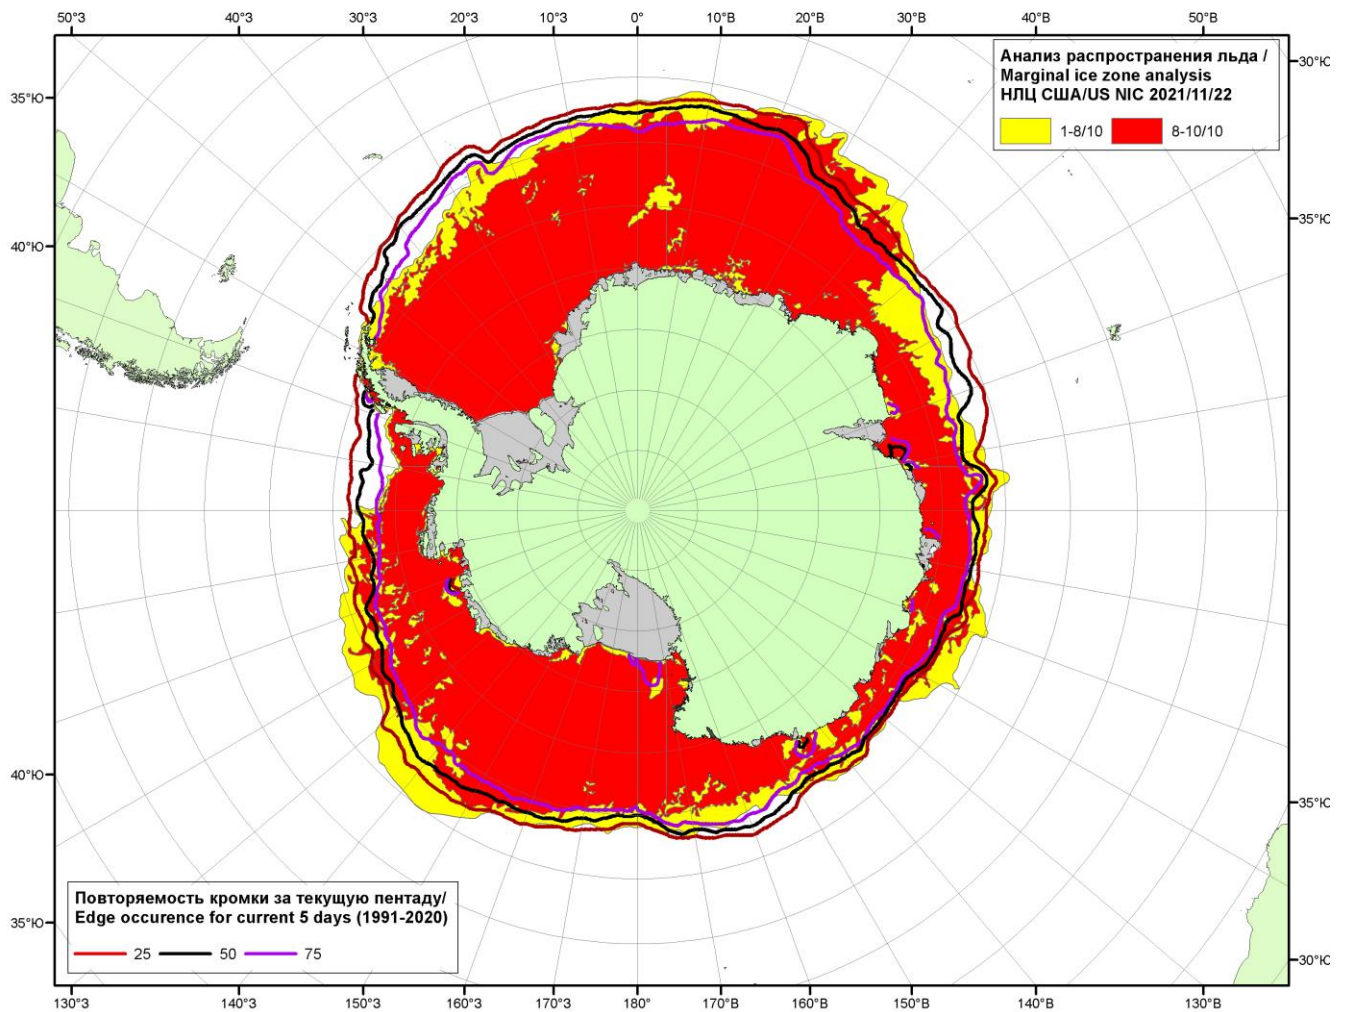 50°З 40°З 30°З 20°З 10°З 0° 10°В 20°В 30°В 40°В 50°В
Анализ распространения льда /
Marginal ice zone analysis
НЛЦ США/US NIC 2021/11/22
1-8/10 8-10/10
30°Ю
35°Ю
35°Ю
40°Ю
40°Ю
35°Ю
35°Ю
30°Ю
Повторяемость кромки за текущую пентаду/
Edge occurence for current 5 days (1991-2020)
25 50 75
130°З 140°З 150°З 160°З 170°З 180° 170°В 160°В 150°В 140°В 130°В